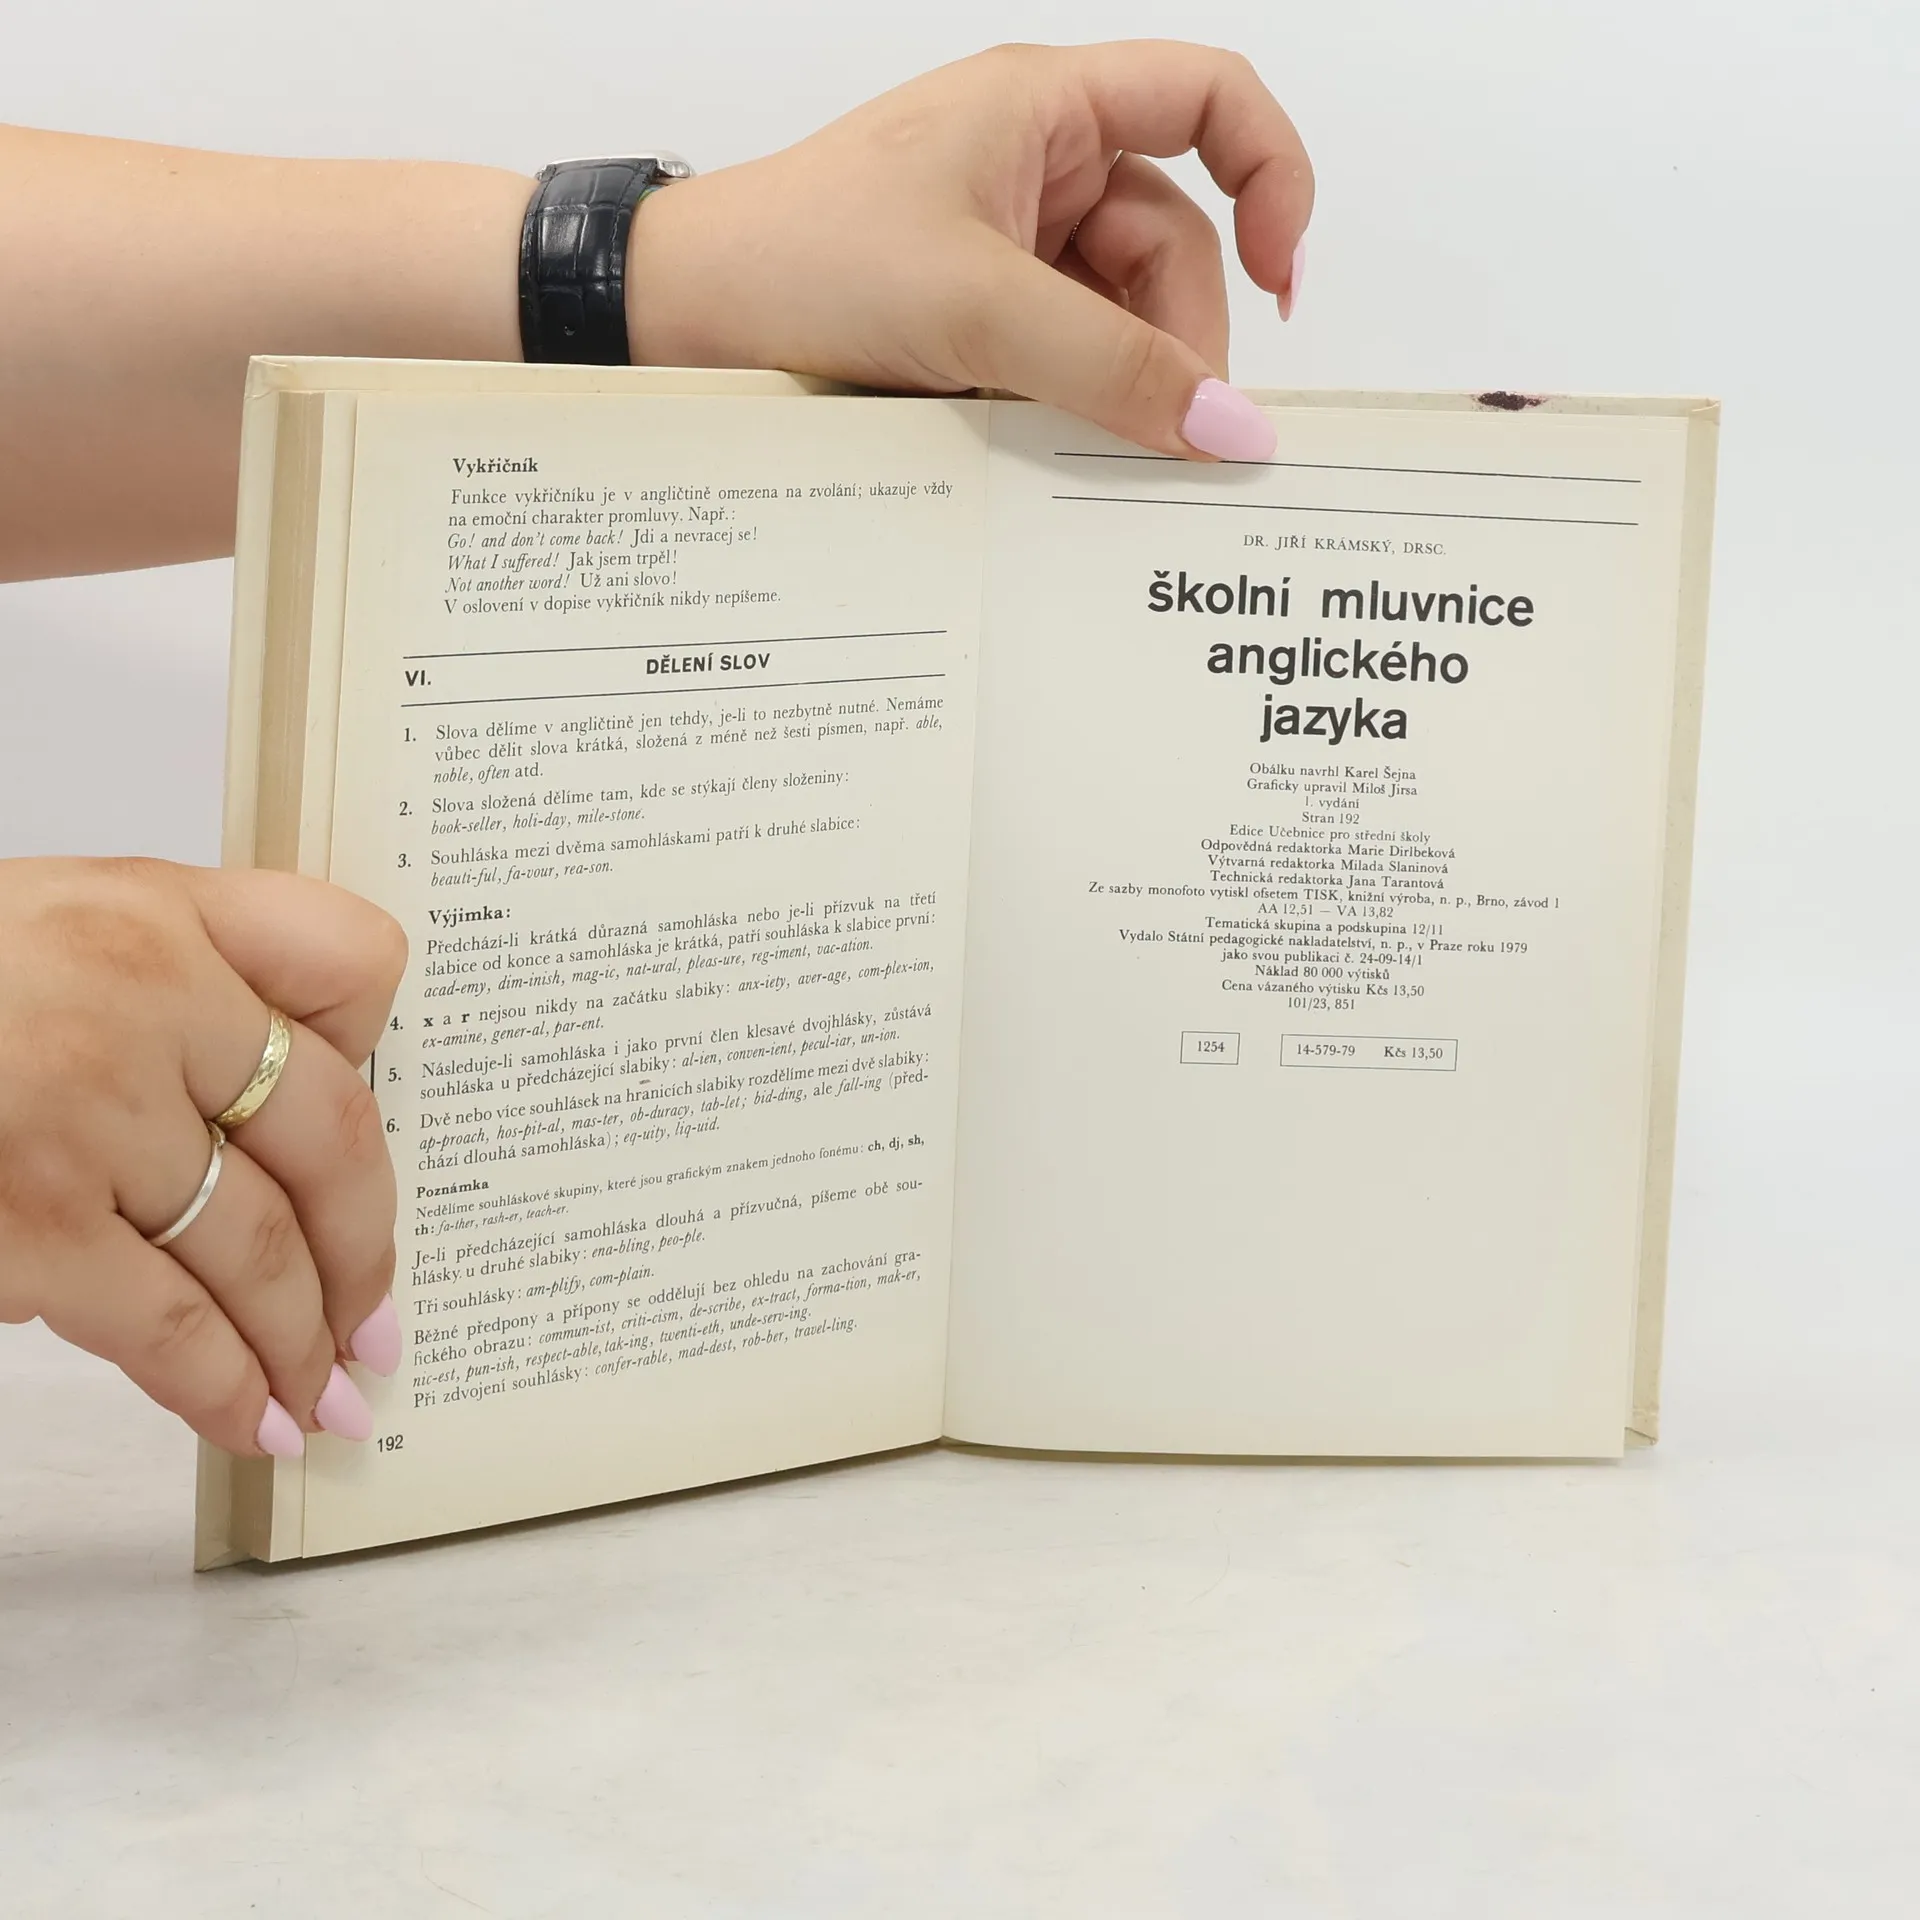 Vykřičník
Funkce vykřičníku je v angličtině omezena na zvolání; ukazuje vždy
na emoční charakter promluvy. Např.:
Go! and don't come back! Jdi a nevracej se!
What I suffered! Jak jsem trpěl!
Not another word! Už ani slovo!
V oslovení v dopise vykřičník nikdy nepíšeme.
VI. DĚLENÍ SLOV
1. Slova dělíme v angličtině jen tehdy, je-li to nezbytně nutné. Nemáme
vůbec dělit slova krátká, složená z méně než šesti písmen, např. able,
noble, often atd.
2. Slova složená dělíme tam, kde se stýkají členy složeniny:
book-seller, holi-day, mile-stone.
3. Souhláska mezi dvěma samohláskami patří k druhé slabice:
beauti-ful, fa-vour, rea-son.
Výjimka:
Předchází-li krátká důrazná samohláska nebo je-li přízvuk na třetí
slabice od konce a samohláska je krátká, patří souhláska k slabice první:
acad-emy, dim-inish, mag-ic, nat-ural, pleas-ure, reg-iment, vac-ation.
4. x a r nejsou nikdy na začátku slabiky: anx-iety, aver-age, com-plex-ion,
ex-amine, gener-al, par-ent.
5. Následuje-li samohláska i jako první člen klesavé dvojhlásky, zůstává
souhláska u předcházející slabiky: al-ien, conven-ient, pecul-iar, un-ion.
6. Dvě nebo více souhlásek na hranicích slabiky rozdělíme mezi dvě slabiky:
ap-proach, hos-pit-al, mas-ter, ob-duracy, tab-let; bid-ding, ale fall-ing (před-
chází dlouhá samohláska); eq-uity, liq-uid.
Poznámka
Nedělíme souhláskové skupiny, které jsou grafickým znakem jednoho fonému: ch, dj, sh,
th: fa-ther, rash-er, teach-er.
Je-li předcházející samohláska dlouhá a přízvučná, píšeme obě sou-
hlásky u druhé slabiky: ena-bling, peo-ple.
Tři souhlásky: am-plify, com-plain.
Běžné předpony a přípony se oddělují bez ohledu na zachování gra-
fického obrazu: commun-ist, criti-cism, de-scribe, ex-tract, forma-tion, mak-er,
nic-est, pun-ish, respect-able, tak-ing, twenti-eth, unde-serv-ing.
Při zdvojení souhlásky: confer-rable, mad-dest, rob-ber, travel-ling.
192
DR. JIŘÍ KRÁMSKÝ, DRSC.
školní mluvnice
anglického
jazyka
Obálku navrhl Karel Šejna
Graficky upravil Miloš Jirsa
1. vydání
Stran 192
Edice Učebnice pro střední školy
Odpovědná redaktorka Marie Dirlbeková
Výtvarná redaktorka Milada Slaninová
Technická redaktorka Jana Tarantová
Ze sazby monofoto vytiskl ofsetem TISK, knižní výroba, n. p., Brno, závod 1
AA 12,51 — VA 13,82
Tematická skupina a podskupina 12/11
Vydalo Státní pedagogické nakladatelství, n. p., v Praze roku 1979
jako svou publikaci č. 24-09-14/1
Náklad 80 000 výtisků
Cena vázaného výtisku Kčs 13,50
101/23, 851
1254 14-579-79 Kčs 13,50